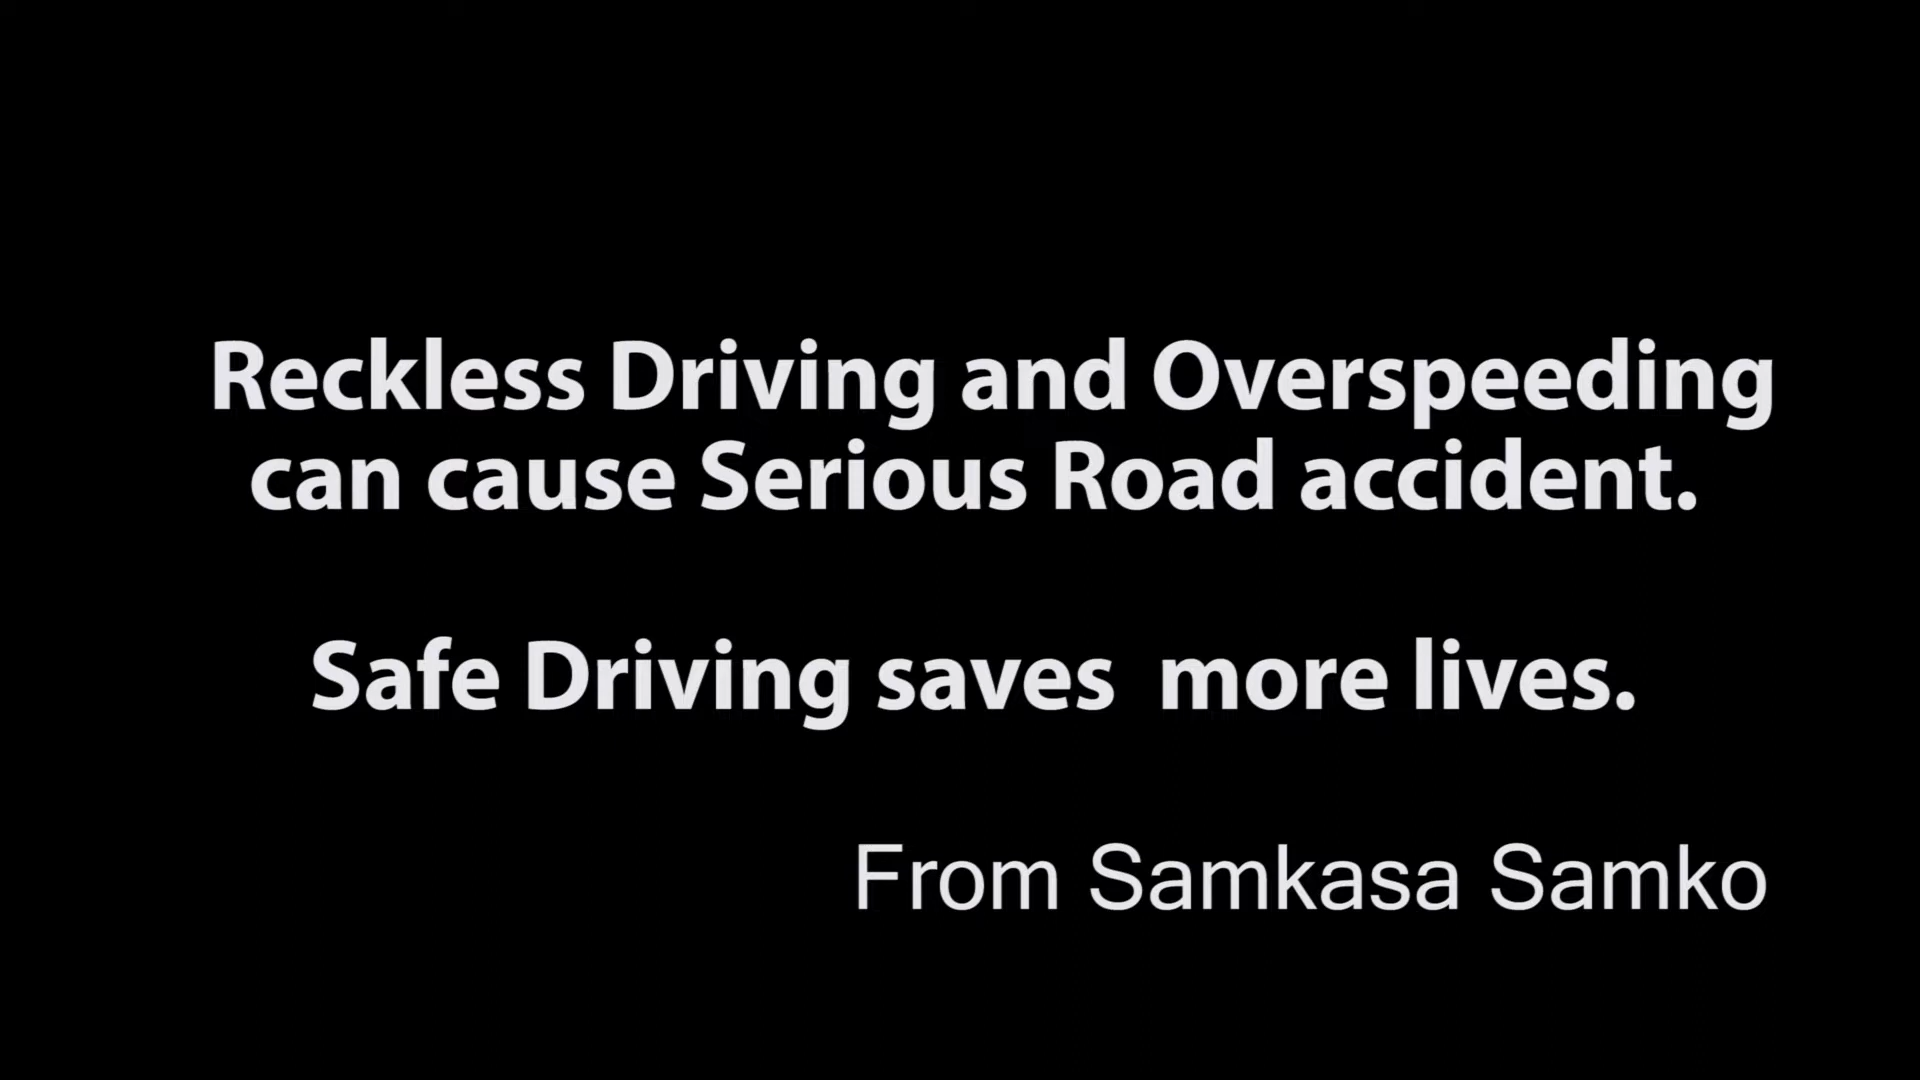 Reckless Driving and Overspeeding
can cause Serious Road accident.
Safe Driving saves  more lives.
From Samkasa Samko